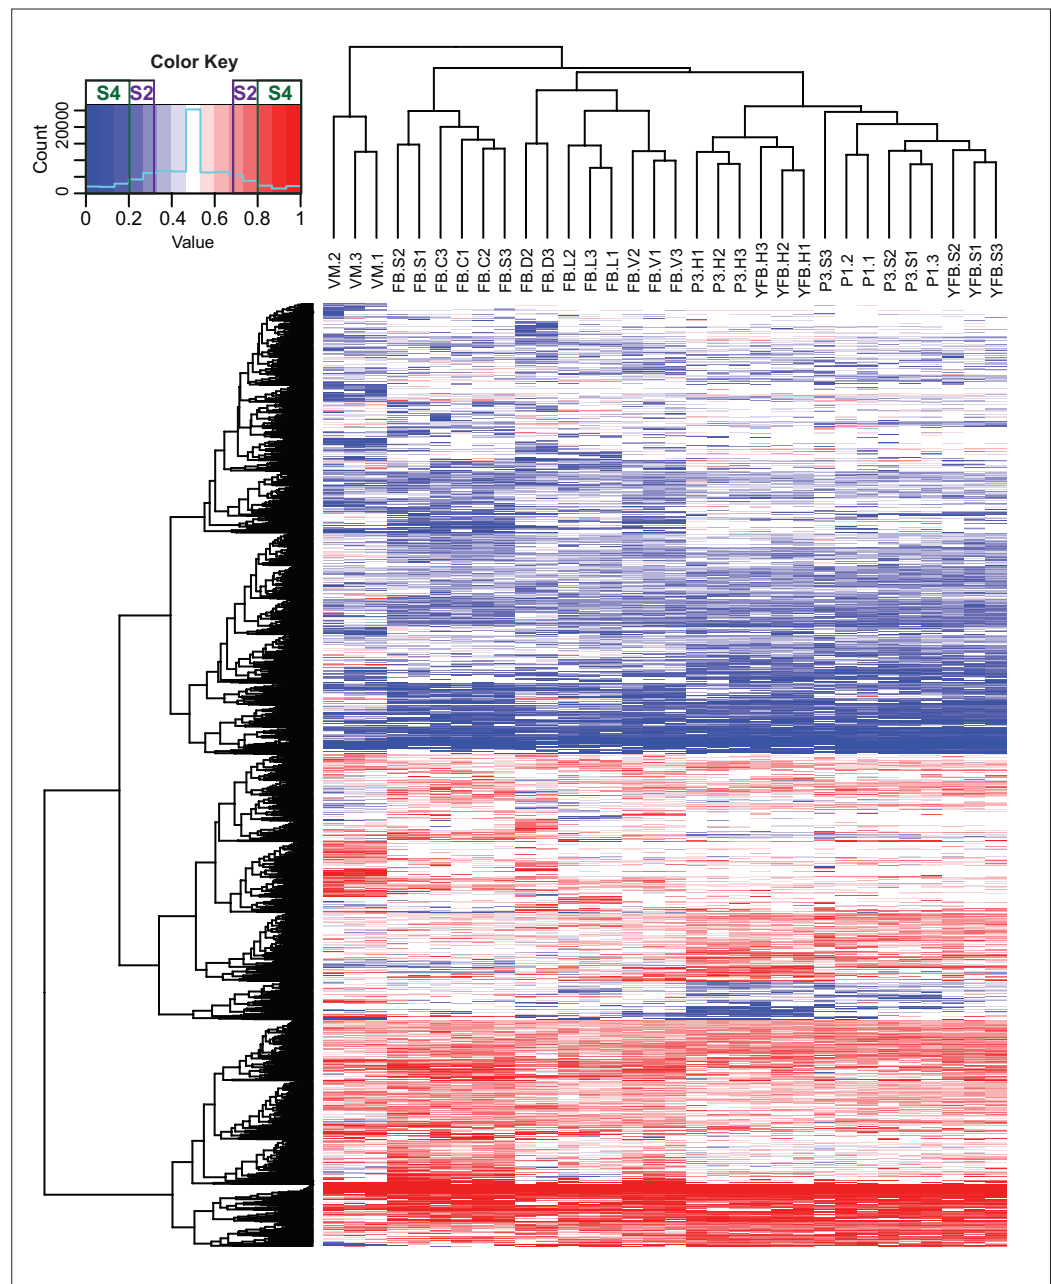 Color Key
S4 S2 S2 S4
Count
0 20000
0 0.2 0.4 0.6 0.8 1
Value
VM.2
VM.3
VM.1
FB.S2
FB.S1
FB.C3
FB.C1
FB.C2
FB.S3
FB.D2
FB.D3
FB.L2
FB.L3
FB.L1
FB.V2
FB.V1
FB.V3
P3.H1
P3.H2
P3.H3
YFB.H3
YFB.H2
YFB.H1
P3.S3
P1.2
P1.1
P3.S2
P3.S1
P1.3
YFB.S2
YFB.S1
YFB.S3